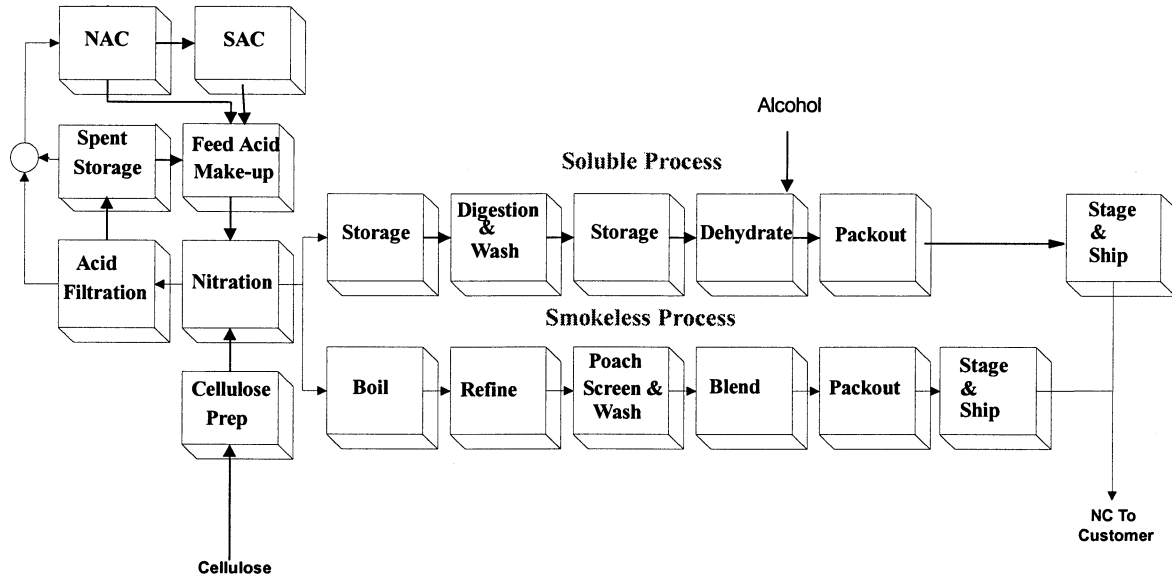 NAC
SAC
Spent
Storage
Feed Acid
Make-up
Acid
Filtration
Nitration
Cellulose
Prep
Cellulose
Alcohol
Soluble Process
Storage
Digestion
&
Wash
Storage
Dehydrate
Packout
Stage
&
Ship
Smokeless Process
Boil
Refine
Poach
Screen &
Wash
Blend
Packout
Stage
&
Ship
NC To
Customer